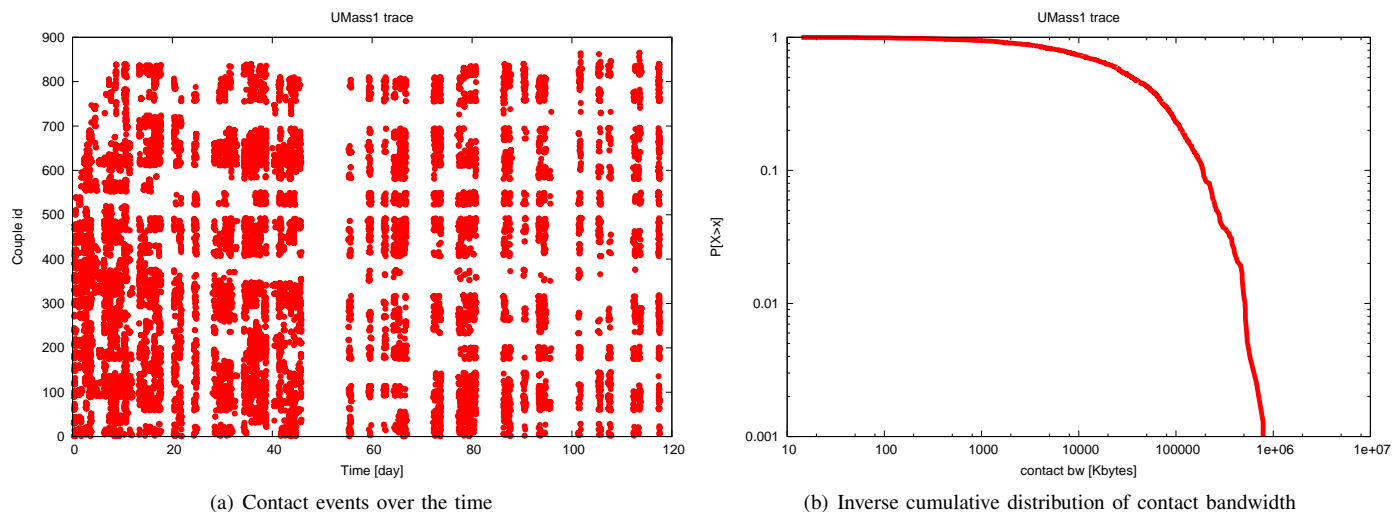 UMass1 trace
900
800
700
600
500
400
300
200
100
0
Couple id
0 20 40 60 80 100 120
Time [day]
(a) Contact events over the time
UMass1 trace
1
0.1
0.01
0.001
P[X>x]
10 100 1000 10000 100000 1e+06 1e+07
contact bw [Kbytes]
(b) Inverse cumulative distribution of contact bandwidth